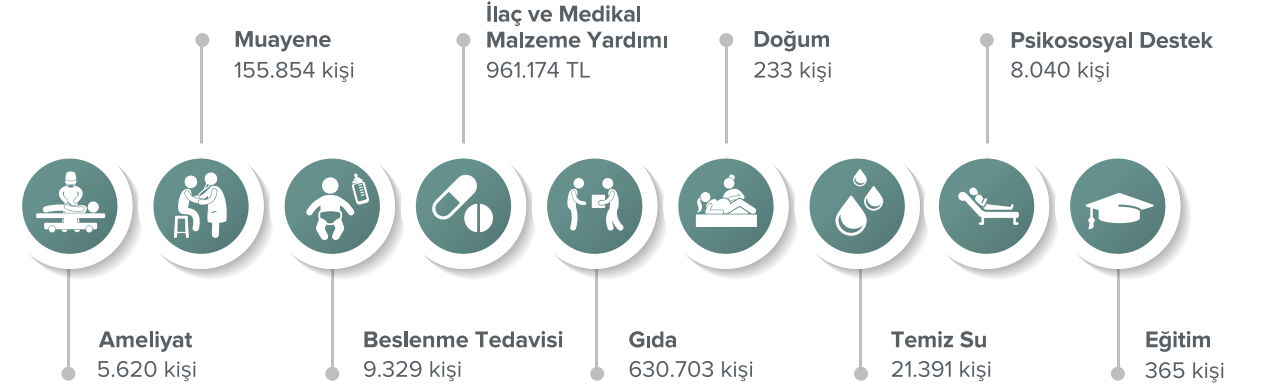 Muayene
155.854 kişi
İlaç ve Medikal
Malzeme Yardımı
961.174 TL
Doğum
233 kişi
Psikososyal Destek
8.040 kişi
Ameliyat
5.620 kişi
Beslenme Tedavisi
9.329 kişi
Gıda
630.703 kişi
Temiz Su
21.391 kişi
Eğitim
365 kişi